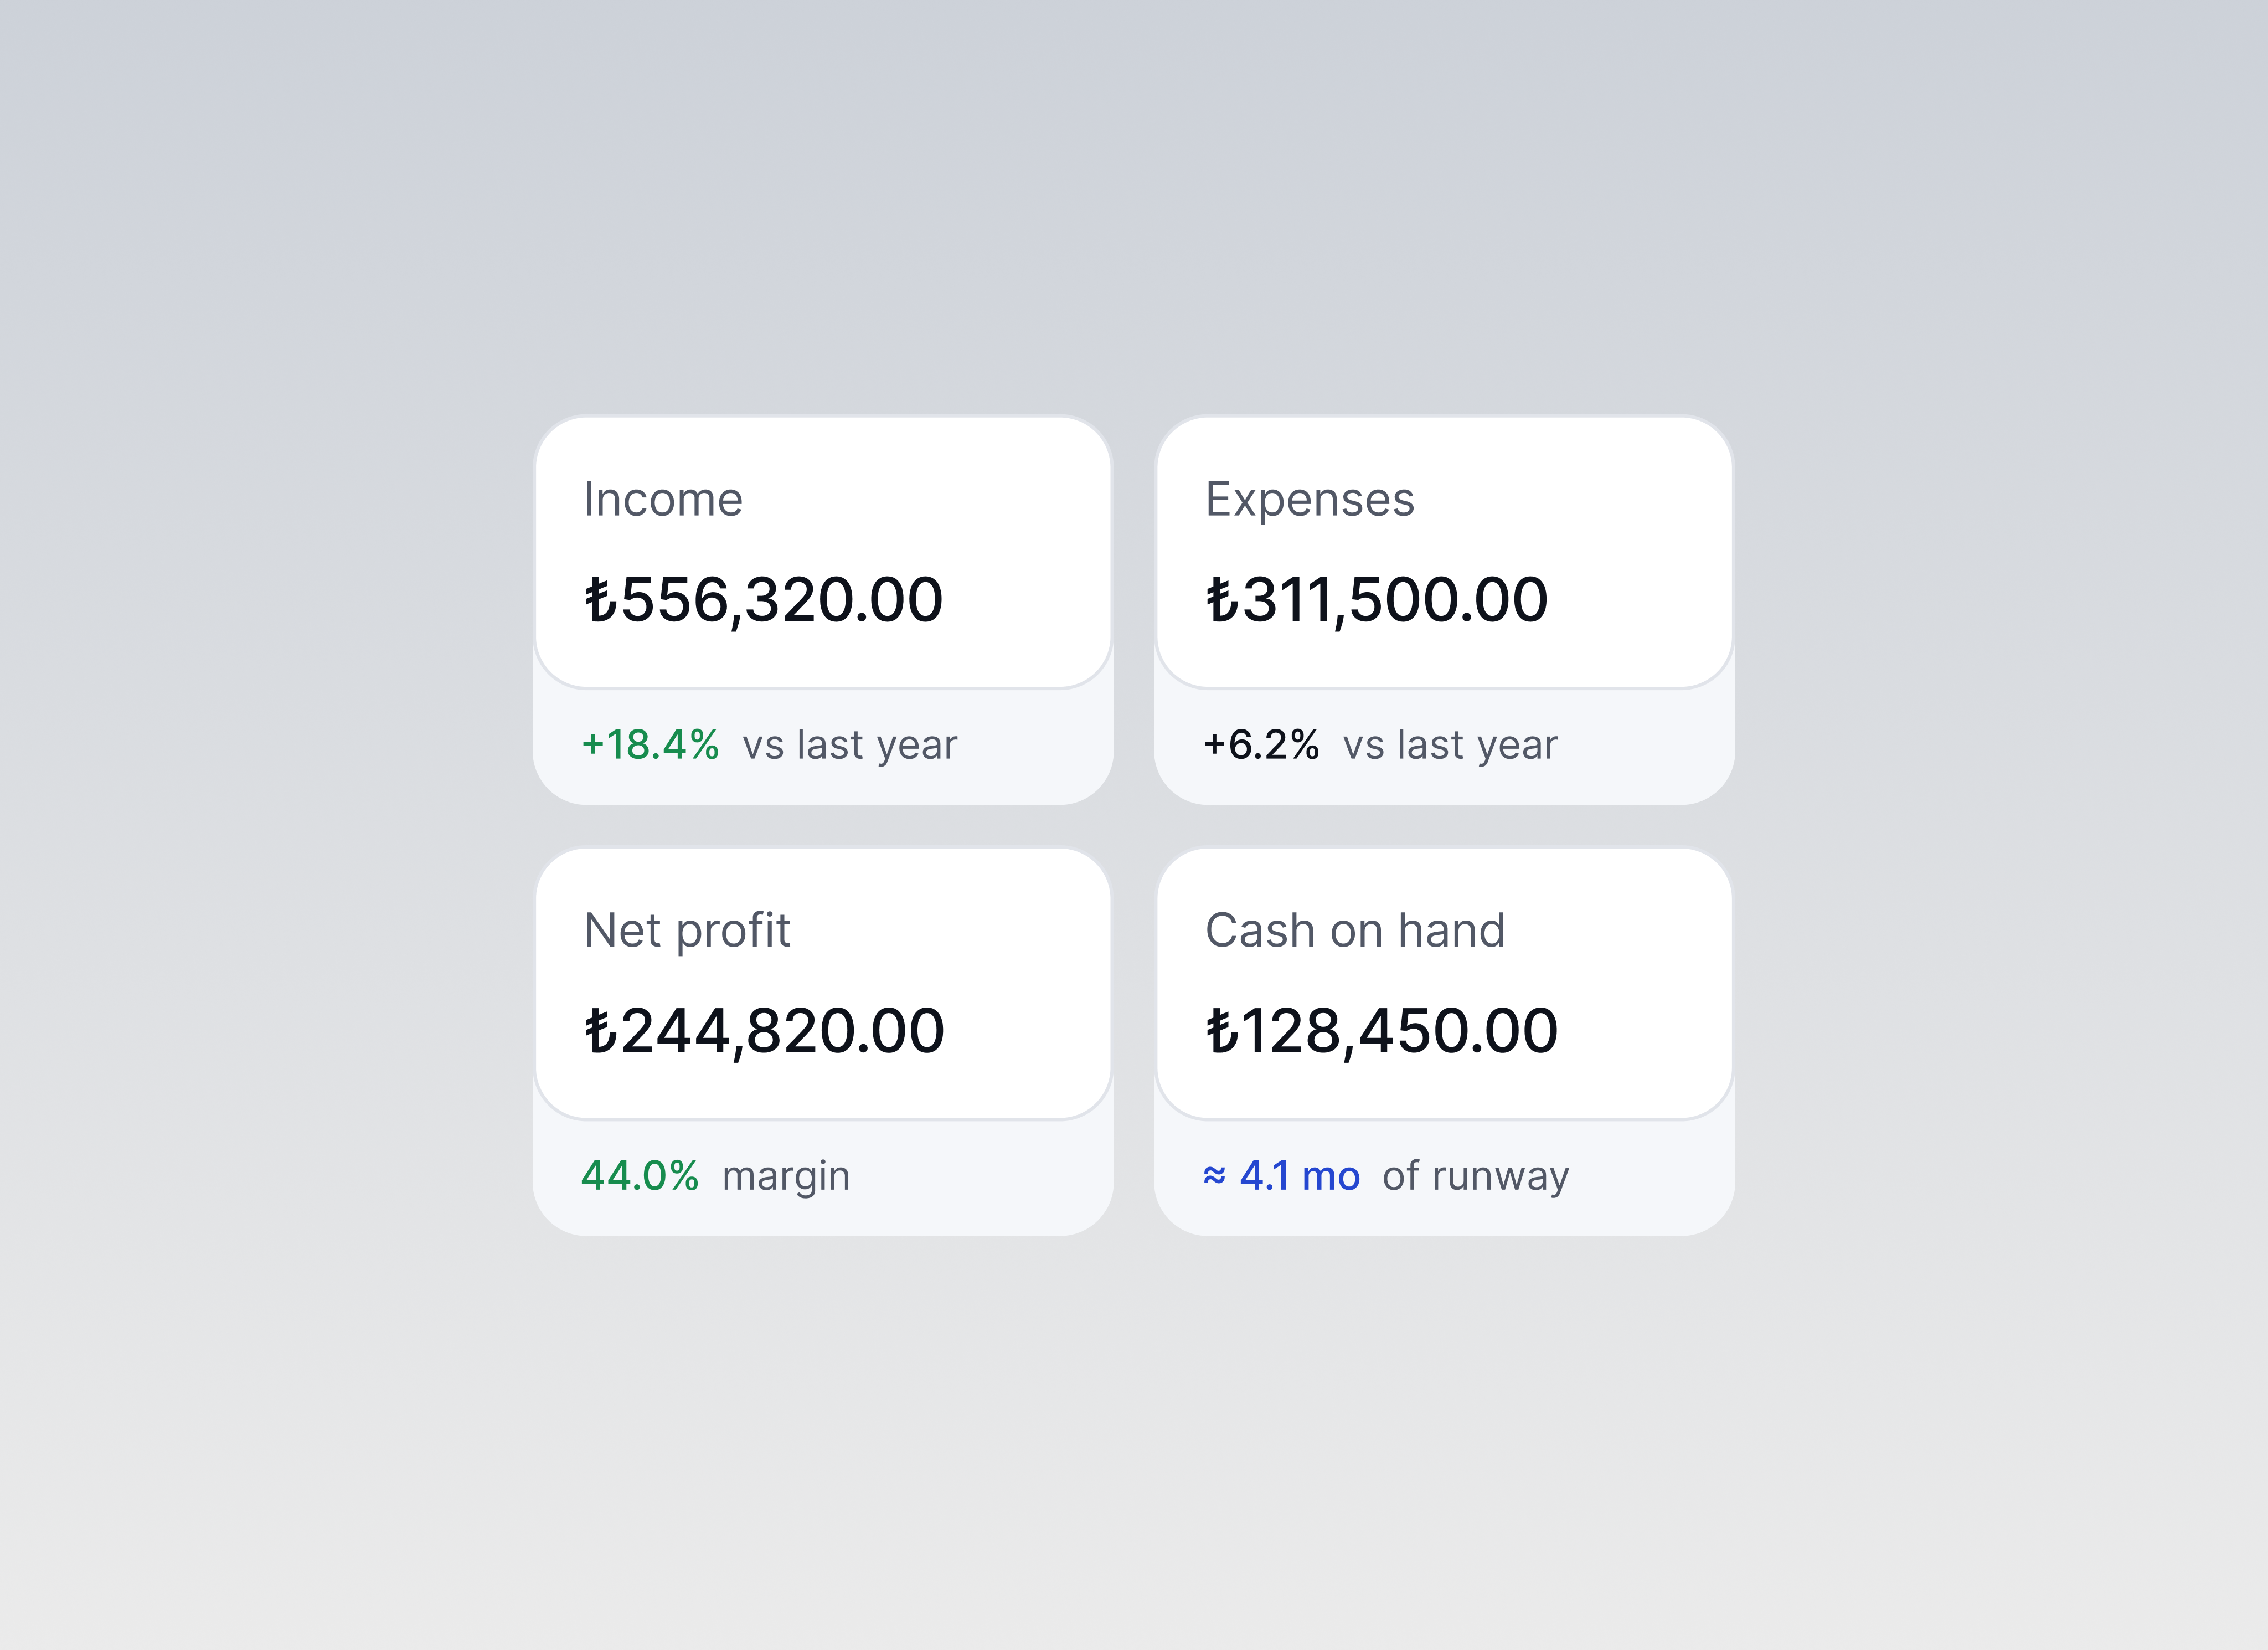 Income
₺556,320.00
+18.4% vs last year
Expenses
₺311,500.00
+6.2% vs last year
Net profit
₺244,820.00
44.0% margin
Cash on hand
₺128,450.00
≈ 4.1 mo of runway